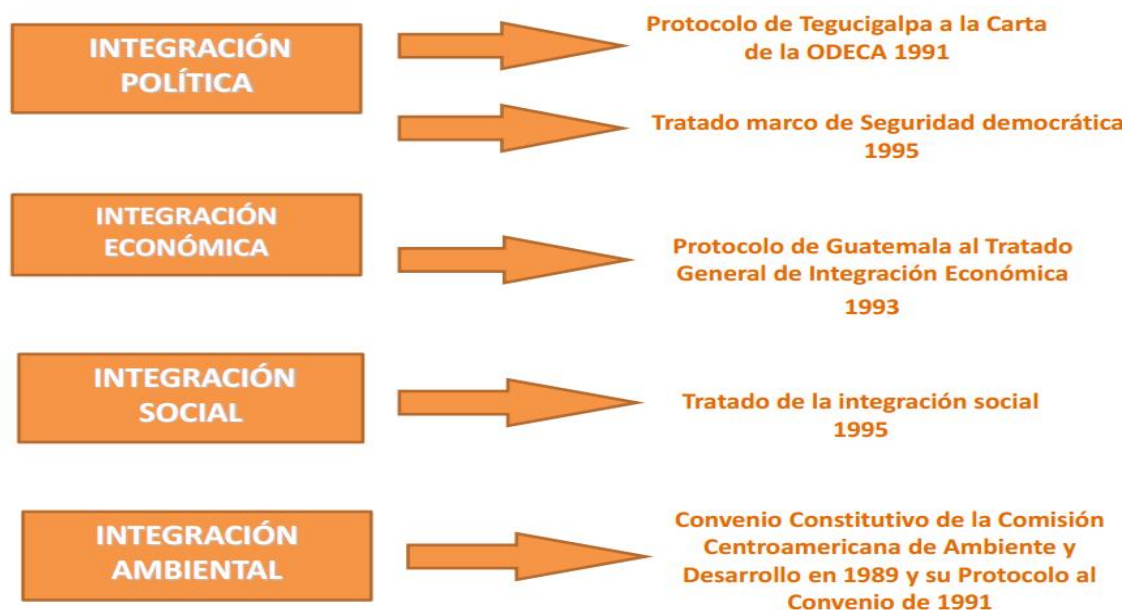 INTEGRACIÓN
POLÍTICA
Protocolo de Tegucigalpa a la Carta
de la ODECA 1991
Tratado marco de Seguridad democrática
1995
INTEGRACIÓN
ECONÓMICA
Protocolo de Guatemala al Tratado
General de Integración Económica
1993
INTEGRACIÓN
SOCIAL
Tratado de la integración social
1995
INTEGRACIÓN
AMBIENTAL
Convenio Constitutivo de la Comisión
Centroamericana de Ambiente y
Desarrollo en 1989 y su Protocolo al
Convenio de 1991